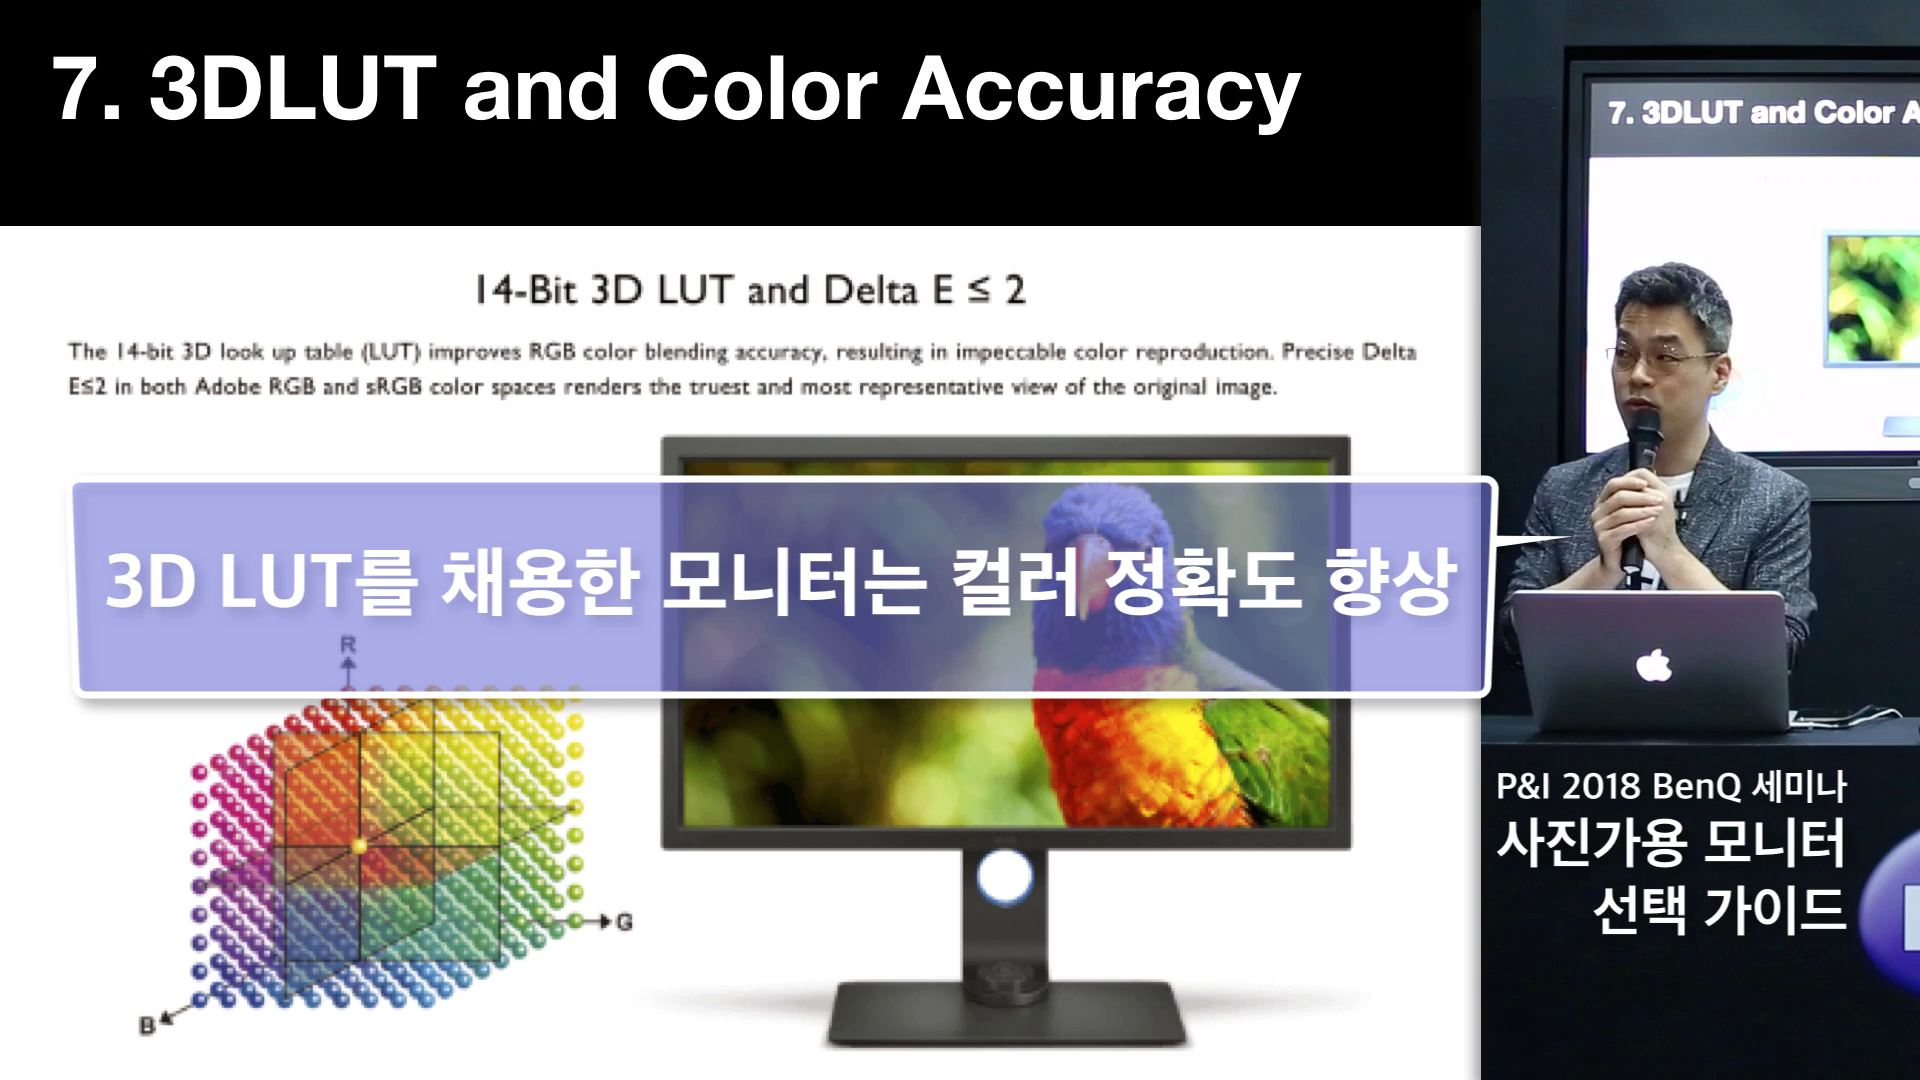 7. 3DLUT and Color Accuracy
14-Bit 3D LUT and Delta E ≤ 2
The 14-bit 3D look up table (LUT) improves RGB color blending accuracy, resulting in impeccable color reproduction. Precise Delta
E≤2 in both Adobe RGB and sRGB color spaces renders the truest and most representative view of the original image.
3D LUT를 채용한 모니터는 컬러 정확도 향상
R
G
B
7. 3DLUT and Color A
P&I 2018 BenQ 세미나
사진가용 모니터
선택 가이드